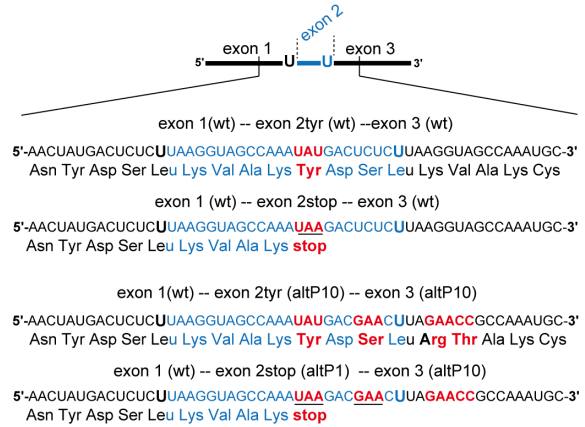 exon 2
5' exon 1 U U exon 3 3'
exon 1(wt) -- exon 2tyr (wt) --exon 3 (wt)
5'-AACUAUGACUCUCUUUAAGGUAGCCAAAUAUGACUCUCUUUAAGGUAGCCAAAUGC-3'
Asn Tyr Asp Ser Leu Lys Val Ala Lys Tyr Asp Ser Leu Lys Val Ala Lys Cys
exon 1 (wt) -- exon 2stop -- exon 3 (wt)
5'-AACUAUGACUCUCUUUAAGGUAGCCAAAUAAGACUCUCUUUAAGGUAGCCAAAUGC-3'
Asn Tyr Asp Ser Leu Lys Val Ala Lys stop
exon 1(wt) -- exon 2tyr (altP10) -- exon 3 (altP10)
5'-AACUAUGACUCUCUUUAAGGUAGCCAAAUAUGACGAACUUUAGAACCGCCAAAUGC-3'
Asn Tyr Asp Ser Leu Lys Val Ala Lys Tyr Asp Ser Leu Arg Thr Ala Lys Cys
exon 1 (wt) -- exon 2stop (altP1) -- exon 3 (altP10)
5'-AACUAUGACUCUCUUUAAGGUAGCCAAAUAAGACGAACUUUAGAACCGCCAAAUGC-3'
Asn Tyr Asp Ser Leu Lys Val Ala Lys stop